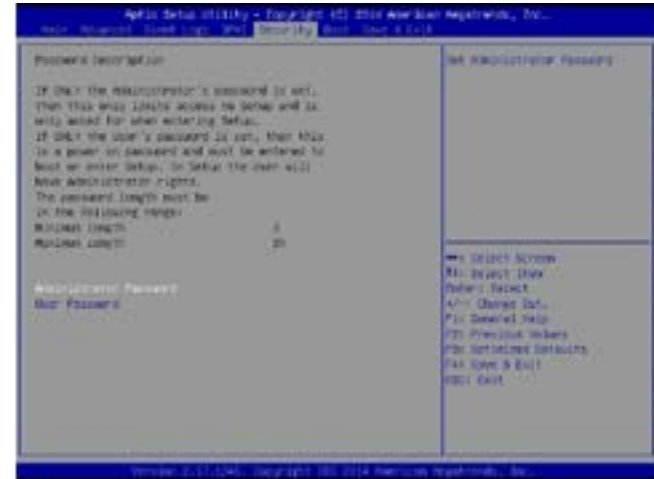 Aptio Setup Utility - Copyright (C) 2014 American Megatrends, Inc.
Main Advanced Event Logs IPMI Security Boot Save & Exit
Password Description
If ONLY the Administrator's password is set,
then this only limits access to Setup and is
only asked for when entering Setup.
If ONLY the User's password is set, then this
is a power on password and must be entered to
boot or enter Setup. In Setup the User will
have Administrator rights.
The password length must be
in the following range:
Minimum length 3
Maximum length 20
Administrator Password
User Password
Set Administrator Password
: Select Screen
: Select Item
Enter: Select
+/-: Change Opt.
F1: General Help
F2: Previous Values
F3: Optimized Defaults
F4: Save & Exit
ESC: Exit
Version 2.17.1246. Copyright (C) 2014 American Megatrends, Inc.